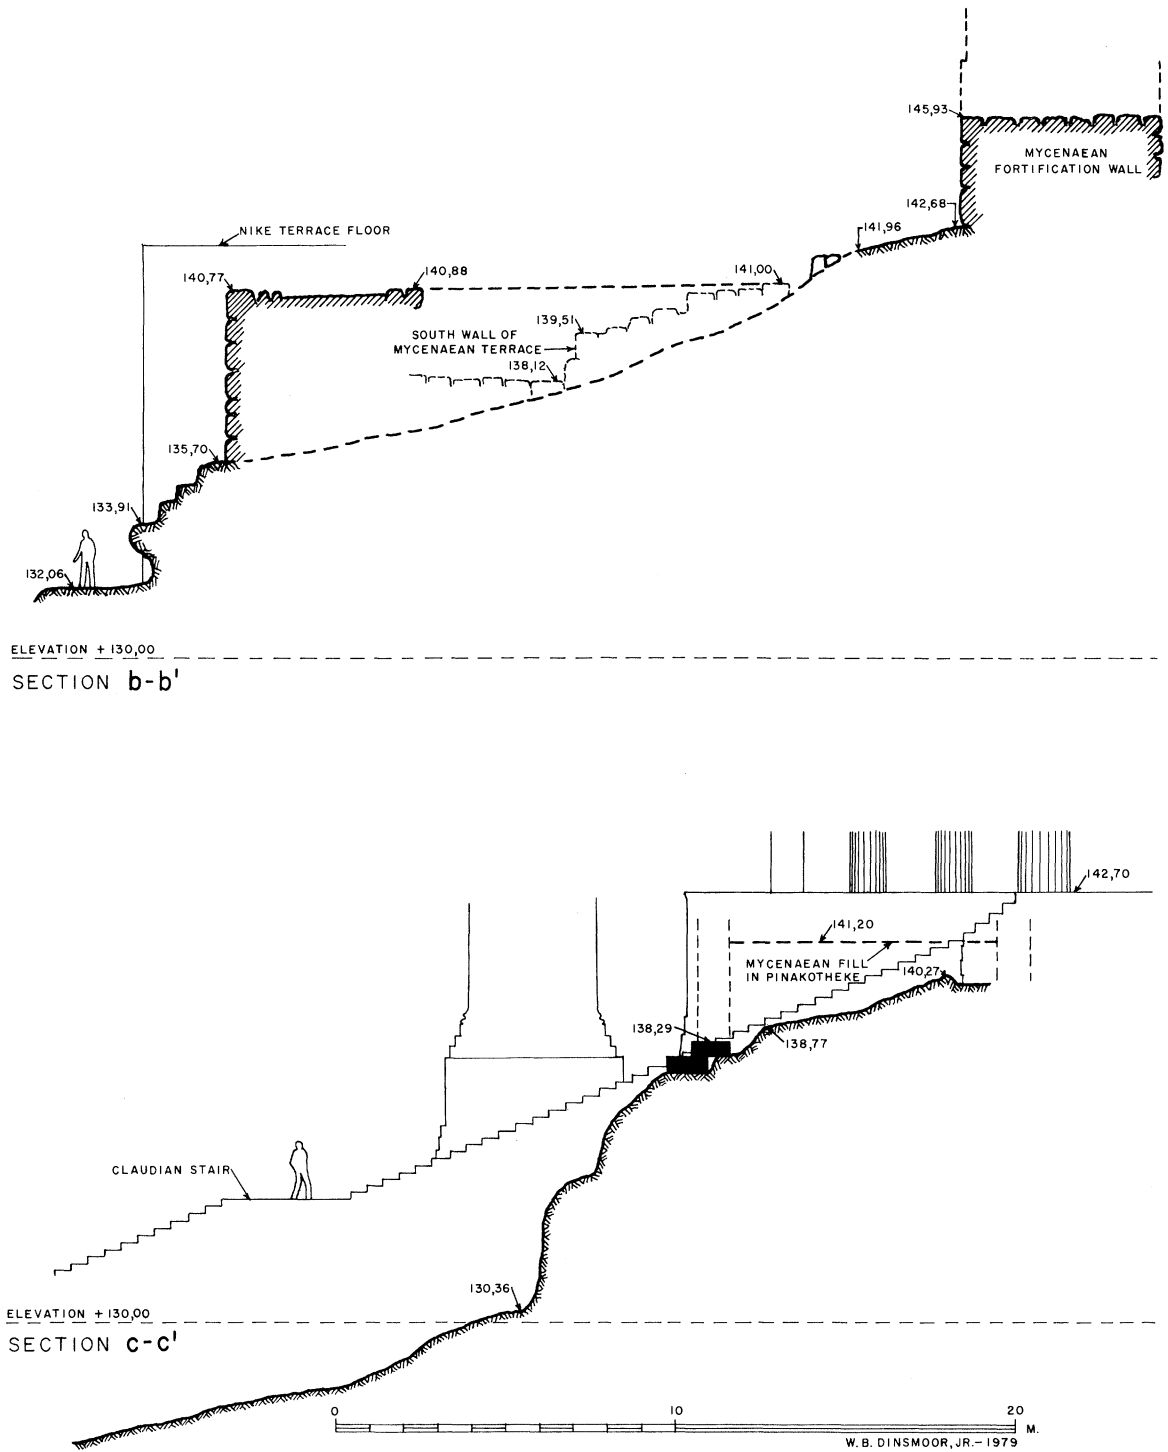 145,93
MYCENAEAN
FORTIFICATION WALL
142,68
141,96
NIKE TERRACE FLOOR
140,77
140,88
141,00
139,51
SOUTH WALL OF
MYCENAEAN TERRACE
138,12
135,70
133,91
132,06
ELEVATION + 130,00
SECTION b-b'
142,70
141,20
MYCENAEAN FILL
IN PINAKOTHEKE
140,27
138,29
138,77
CLAUDIAN STAIR
130,36
ELEVATION + 130,00
SECTION c-c'
0 10 20
M.
W. B. DINSMOOR, JR. - 1979